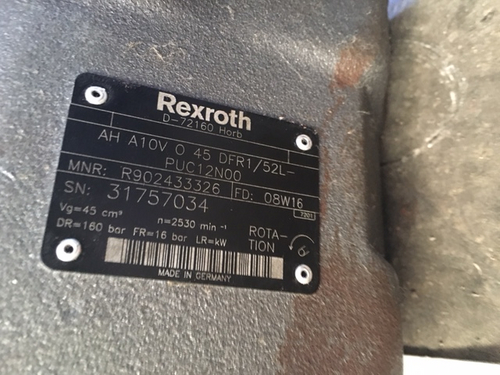 Rexroth
D-72160 Horb
AH A10V O 45 DFR1/52L-
PUC12N00
MNR: R902433326 FD: 08W16
SN: 31757034
7201
Vg=45 cm³ n=2530 min⁻¹
DR=160 bar FR=16 bar LR=kW
ROTA-
TION
MADE IN GERMANY